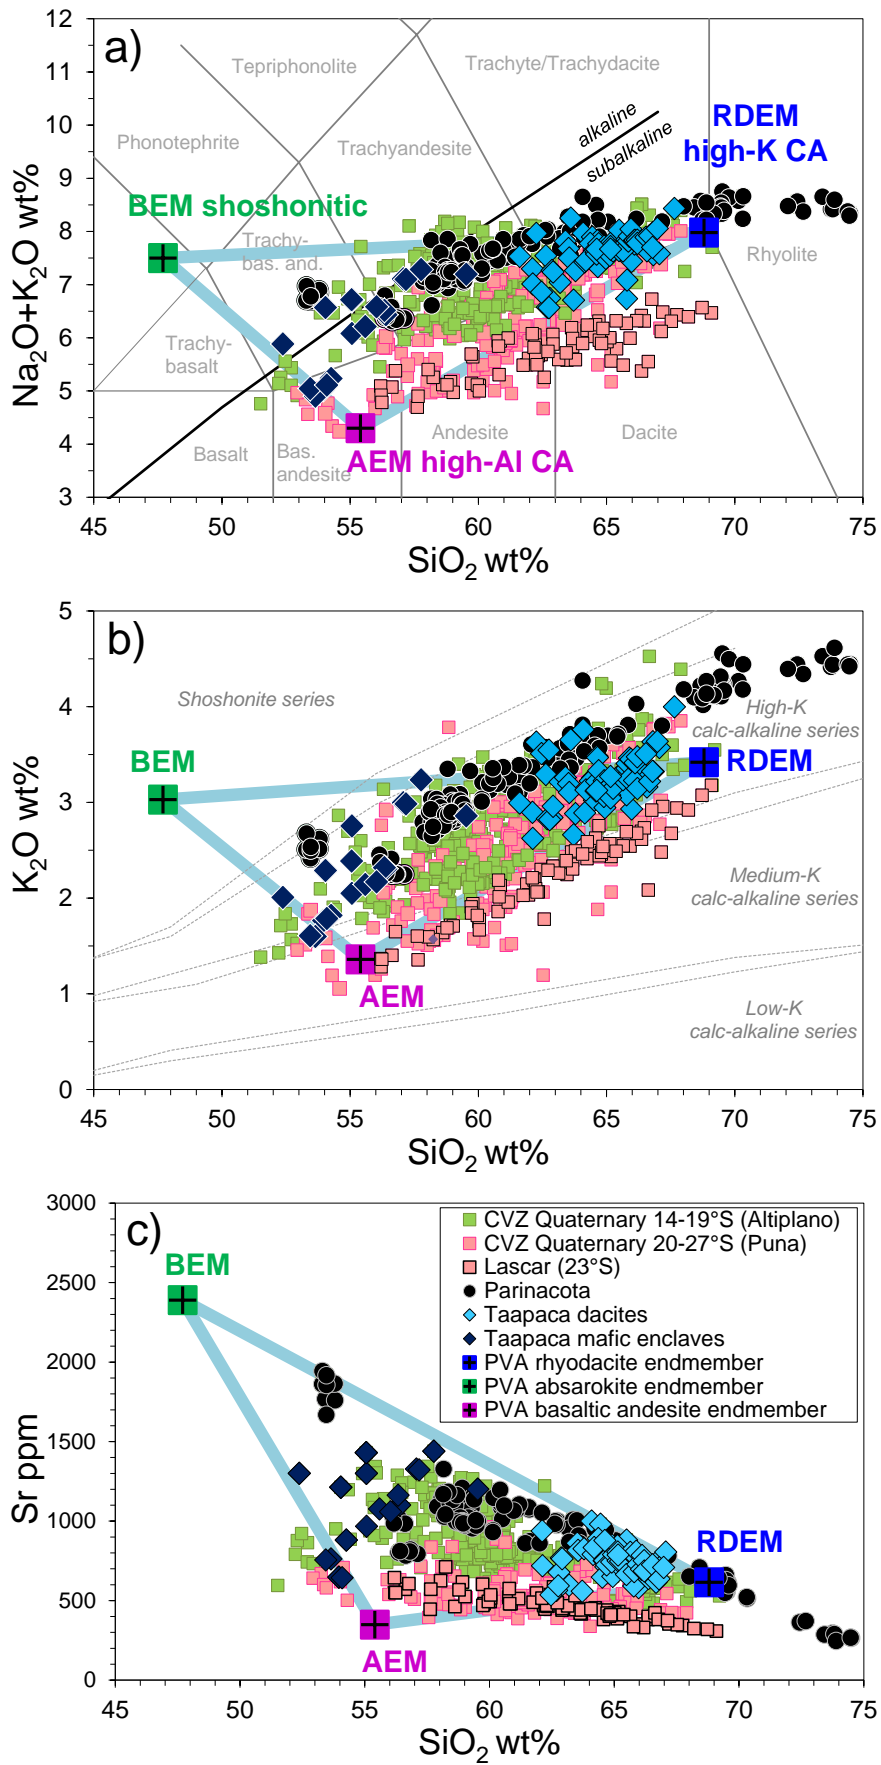 a)
12
11
10
9
8
7
6
5
4
3
Na2O+K2O wt%
Tepriphonolite
Trachyte/Trachydacite
Phonotephrite
Trachyandesite
alkaline
subalkaline
RDEM
high-K CA
BEM shoshonitic
Trachy-
bas. and.
Rhyolite
Trachy-
basalt
Basalt
Bas.
andesite
Andesite
Dacite
AEM high-Al CA
45 50 55 60 65 70 75
SiO2 wt%
b)
5
4
3
2
1
0
K2O wt%
Shoshonite series
High-K
calc-alkaline series
BEM
RDEM
Medium-K
calc-alkaline series
AEM
Low-K
calc-alkaline series
45 50 55 60 65 70 75
SiO2 wt%
c)
3000
2500
2000
1500
1000
500
0
Sr ppm
BEM
CVZ Quaternary 14-19°S (Altiplano)
CVZ Quaternary 20-27°S (Puna)
Lascar (23°S)
Parinacota
Taapaca dacites
Taapaca mafic enclaves
PVA rhyodacite endmember
PVA absarokite endmember
PVA basaltic andesite endmember
RDEM
AEM
45 50 55 60 65 70 75
SiO2 wt%